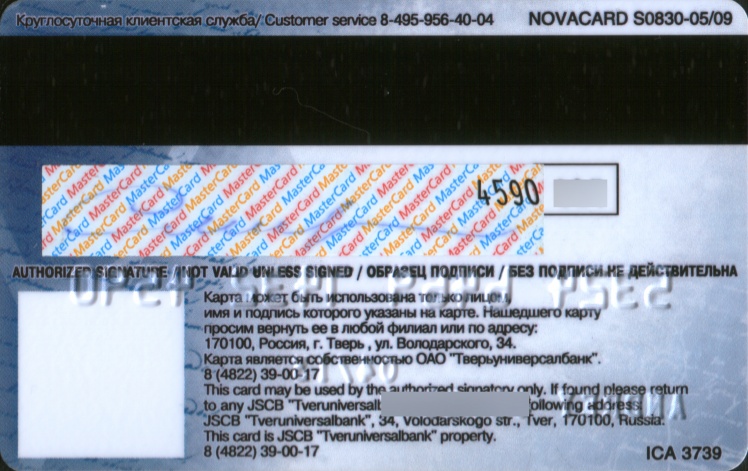 Круглосуточная клиентская служба/ Customer service 8-495-956-40-04
NOVACARD S0830-05/09
MasterCard
4590
AUTHORIZED SIGNATURE / NOT VALID UNLESS SIGNED / ОБРАЗЕЦ ПОДПИСИ / БЕЗ ПОДПИСИ НЕ ДЕЙСТВИТЕЛЬНА
Карта может быть использована только лицом,
имя и подпись которого указаны на карте. Нашедшего карту
просим вернуть ее в любой филиал или по адресу:
170100, Россия, г. Тверь , ул. Володарского, 34.
Карта является собственностью ОАО "Тверьуниверсалбанк".
8 (4822) 39-00-17
This card may be used by the authorized signatory only. If found please return
to any JSCB "Tveruniversal following address:
JSCB "Tveruniversalbank", 34, Volodarskogo str., Tver, 170100, Russia.
This card is JSCB "Tveruniversalbank" property.
8 (4822) 39-00-17
ICA 3739